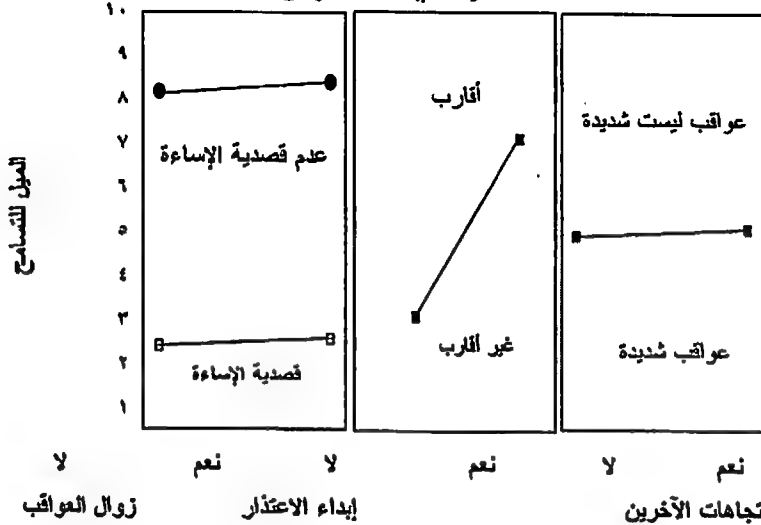 الميل للتسامح
١٠
٩
٨
٧
٦
٥
٤
٣
٢
١
عدم قصدية الإساءة
قصدية الإساءة
أقارب
غير أقارب
عواقب ليست شديدة
عواقب شديدة
لا نعم لا نعم لا نعم
زوال العواقب إبداء الاعتذار تجاهات الآخرين